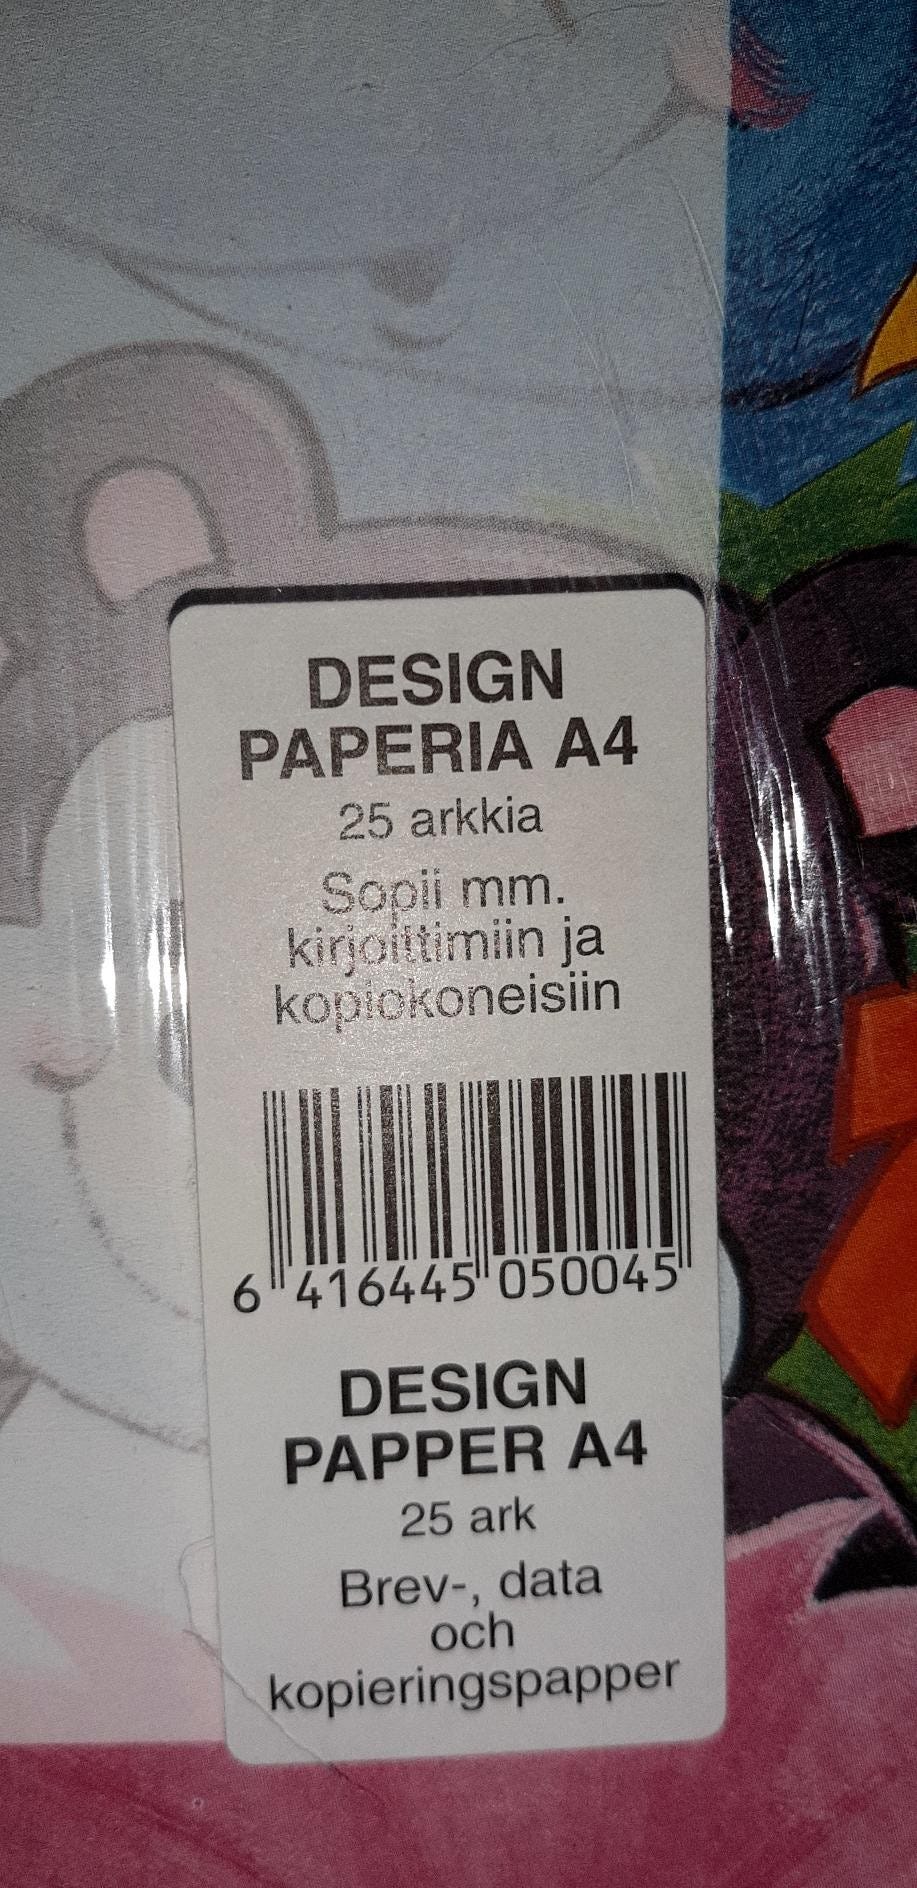 DESIGN
PAPERIA A4
25 arkkia
Sopii mm.
kirjoittimiin ja
kopiokoneisiin
6 416445 050045
DESIGN
PAPPER A4
25 ark
Brev-, data
och
kopieringspapper